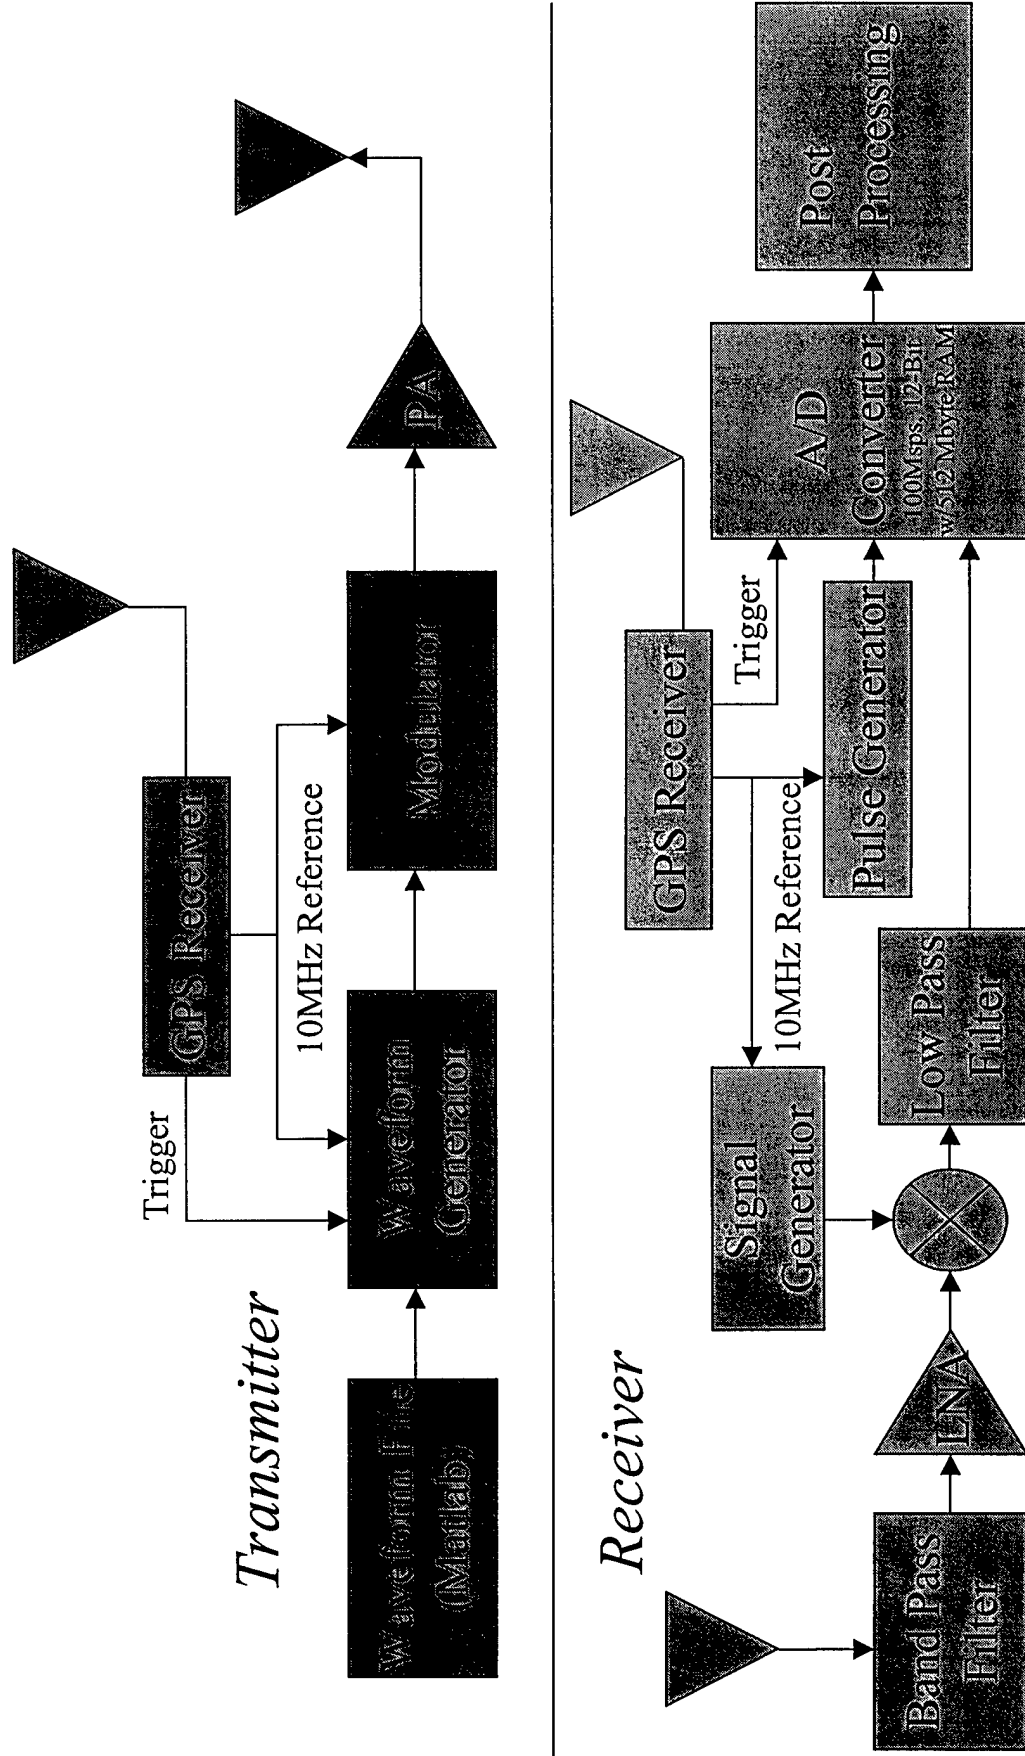 Transmitter
GPS Receiver
Trigger
10MHz Reference
Waveform File
(Matlab)
Waveform
Generator
Modulator
PA
Receiver
GPS Receiver
Trigger
10MHz Reference
Signal
Generator
Pulse Generator
A/D
Converter
100Msps, 12-Bit
w/512 Mbyte RAM
Post
Processing
Band Pass
Filter
LNA
Low Pass
Filter